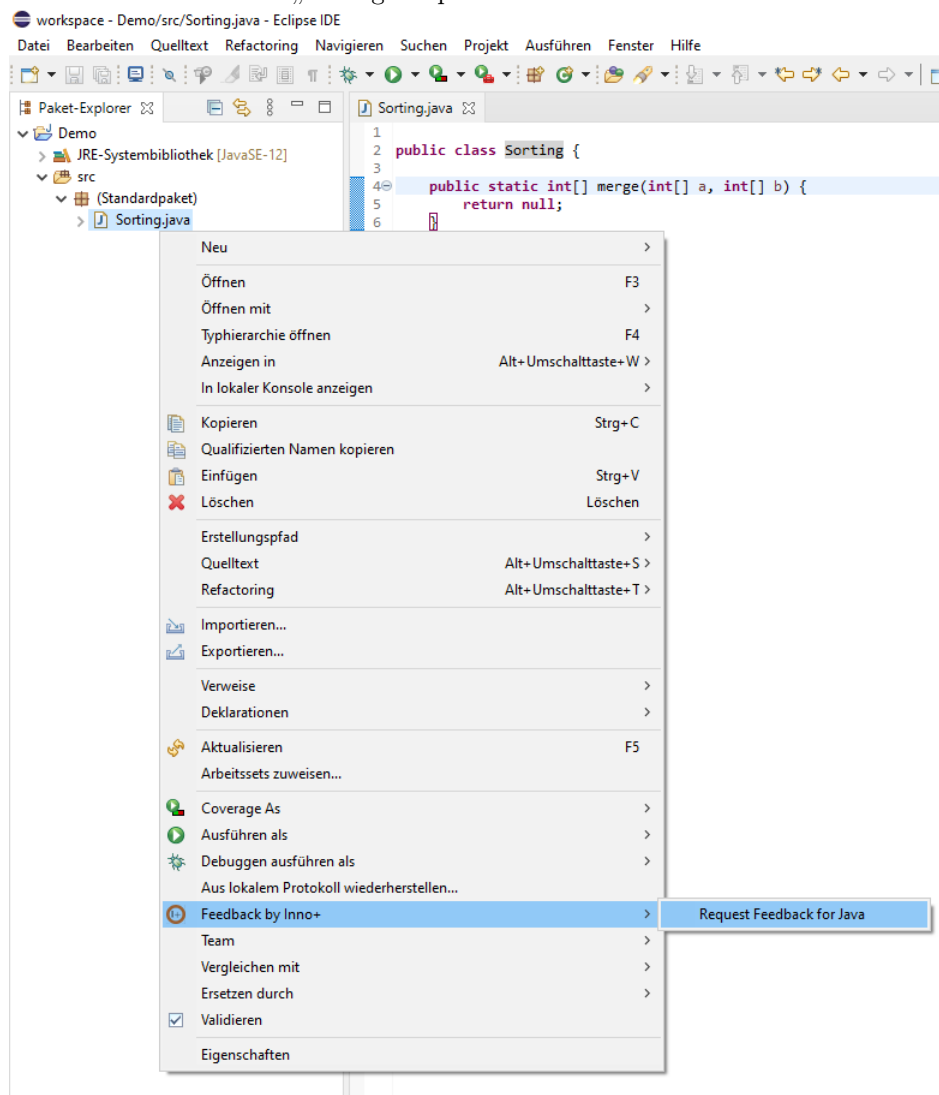 workspace - Demo/src/Sorting.java - Eclipse IDE
Datei Bearbeiten Quelltext Refactoring Navigieren Suchen Projekt Ausführen Fenster Hilfe
Paket-Explorer
Demo
JRE-Systembibliothek [JavaSE-12]
src
(Standardpaket)
Sorting.java
Sorting.java
1
2 public class Sorting {
3
4 public static int[] merge(int[] a, int[] b) {
5 return null;
6 }
Neu
Öffnen F3
Öffnen mit
Typhierarchie öffnen F4
Anzeigen in Alt+Umschalttaste+W
In lokaler Konsole anzeigen
Kopieren Strg+C
Qualifizierten Namen kopieren
Einfügen Strg+V
Löschen Löschen
Erstellungspfad
Quelltext Alt+Umschalttaste+S
Refactoring Alt+Umschalttaste+T
Importieren...
Exportieren...
Verweise
Deklarationen
Aktualisieren F5
Arbeitssets zuweisen...
Coverage As
Ausführen als
Debuggen ausführen als
Aus lokalem Protokoll wiederherstellen...
Feedback by Inno+ Request Feedback for Java
Team
Vergleichen mit
Ersetzen durch
Validieren
Eigenschaften